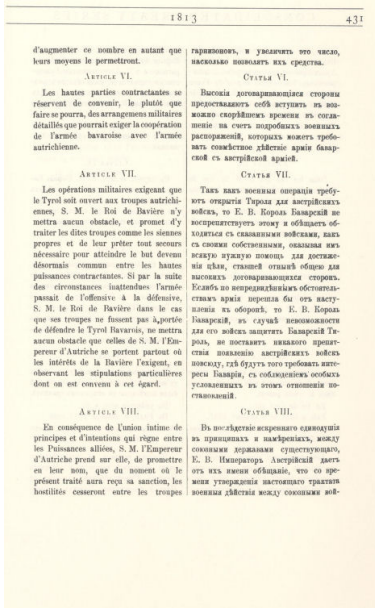 1813
431
d'augmenter ce nombre en autant que
leurs moyens le permettront.
Article VI.
Les hautes parties contractantes se
réservent de convenir, le plutôt que
faire se pourra, des arrangemens militaires
détaillés que pourrait exiger la coopération
de l'armée bavaroise avec l'armée
autrichienne.
Article VII.
Les opérations militaires exigeant que
le Tyrol soit ouvert aux troupes autrichi-
ennes, S. M. le Roi de Bavière n'y
mettra aucun obstacle, et promet d'y
traiter les dites troupes comme les siennes
propres et de leur prêter tout secours
nécessaire pour atteindre le but devenu
désormais commun entre les hautes
puissances contractantes. Si par la suite
des circonstances inattendues l'armée
passait de l'offensive à la défensive,
S. M. le Roi de Bavière dans le cas
que ses troupes ne fussent pas à portée
de défendre le Tyrol Bavarois, ne mettra
aucun obstacle que celles de S. M. l'Em-
pereur d'Autriche se portent partout où
les intérêts de la Bavière l'exigent, en
observant les stipulations particulières
dont on est convenu à cet égard.
Article VIII.
En conséquence de l'union intime de
principes et d'intentions qui règne entre
les Puissances alliées, S. M. l'Empereur
d'Autriche prend sur elle, de promettre
en leur nom, que du moment où le
présent traité aura reçu sa sanction, les
hostilités cesseront entre les troupes
гарнизоновъ, и увеличить это число,
насколько позволятъ ихъ средства.
Статья VI.
Высокія договаривающіяся стороны
предоставляютъ себѣ вступить въ воз-
можно скорѣйшемъ времени въ согла-
шеніе на счетъ подробныхъ военныхъ
распоряженій, которыхъ можетъ требо-
вать совмѣстное дѣйствіе арміи бавар-
ской съ австрійской арміей.
Статья VII.
Такъ какъ военныя операціи требу-
ютъ открытія Тироля для австрійскихъ
войскъ, то Е. В. Король Баварскій не
воспрепятствуетъ этому и обѣщаетъ об-
ходиться съ сказанными войсками, какъ
съ своими собственными, оказывая имъ
всякую нужную помощь для достиже-
нія цѣли, ставшей отнынѣ общею для
высокихъ договаривающихся сторонъ.
Еслибъ по непредвидѣннымъ обстоятель-
ствамъ армія перешла бы отъ насту-
пленія къ оборонѣ, то Е. В. Король
Баварскій, въ случаѣ невозможности
для его войскъ защитить Баварскій Ти-
роль, не поставитъ никакого препят-
ствія появленію австрійскихъ войскъ
повсюду, гдѣ будутъ того требовать инте-
ресы Баваріи, съ соблюденіемъ особыхъ
условленныхъ въ этомъ отношеніи по-
становленій.
Статья VIII.
Въ послѣдствіе искренняго единодушія
въ принципахъ и намѣреніяхъ, между
союзными державами существующаго,
Е. В. Императоръ Австрійскій даетъ
отъ ихъ имени обѣщаніе, что со вре-
мени утвержденія настоящаго трактата
военныя дѣйствія между союзными вой-